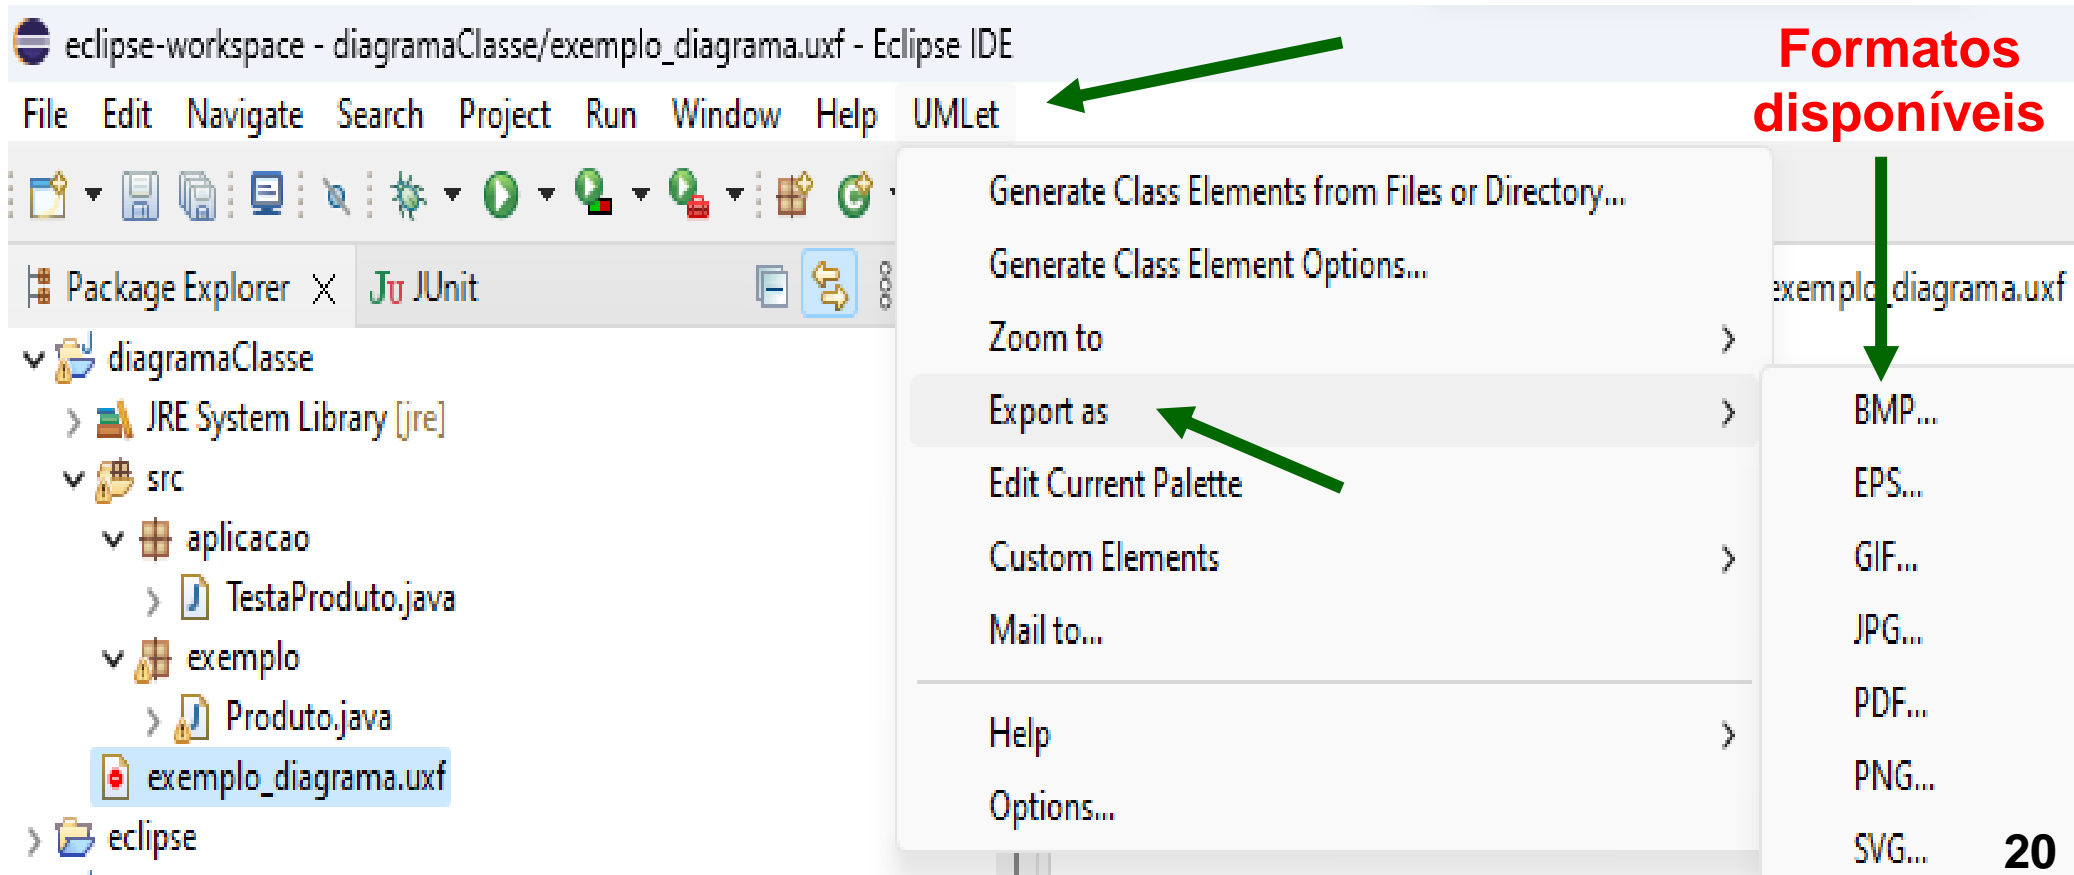 eclipse-workspace - diagramaClasse/exemplo_diagrama.uxf - Eclipse IDE
Formatos
disponíveis
File Edit Navigate Search Project Run Window Help UMLet
Package Explorer JUnit
exemplo_diagrama.uxf
diagramaClasse
JRE System Library [jre]
src
aplicacao
TestaProduto.java
exemplo
Produto.java
exemplo_diagrama.uxf
eclipse
Generate Class Elements from Files or Directory...
Generate Class Element Options...
Zoom to
Export as
Edit Current Palette
Custom Elements
Mail to...
Help
Options...
BMP...
EPS...
GIF...
JPG...
PDF...
PNG...
SVG...
20